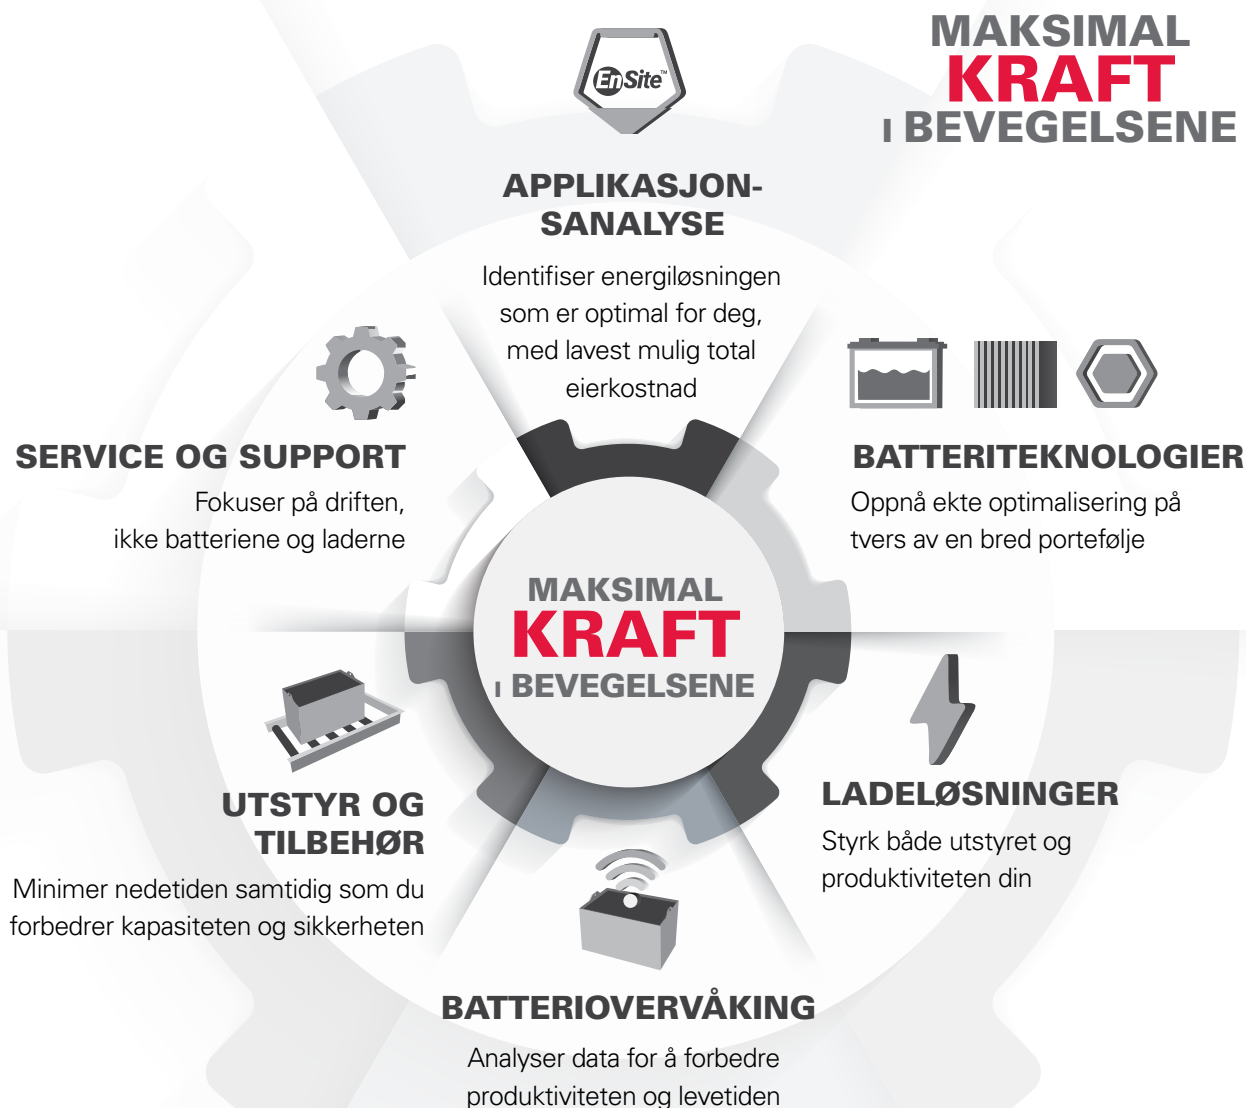 MAKSIMAL
KRAFT
I BEVEGELSENE
EnSite™
APPLIKASJON-
SANALYSE
Identifiser energiløsningen
som er optimal for deg,
med lavest mulig total
eierkostnad
BATTERITEKNOLOGIER
Oppnå ekte optimalisering på
tvers av en bred portefølje
LADELØSNINGER
Styrk både utstyret og
produktiviteten din
BATTERIOVERVÅKING
Analyser data for å forbedre
produktiviteten og levetiden
UTSTYR OG
TILBEHØR
Minimer nedetiden samtidig som du
forbedrer kapasiteten og sikkerheten
SERVICE OG SUPPORT
Fokuser på driften,
ikke batteriene og laderne
MAKSIMAL
KRAFT
I BEVEGELSENE